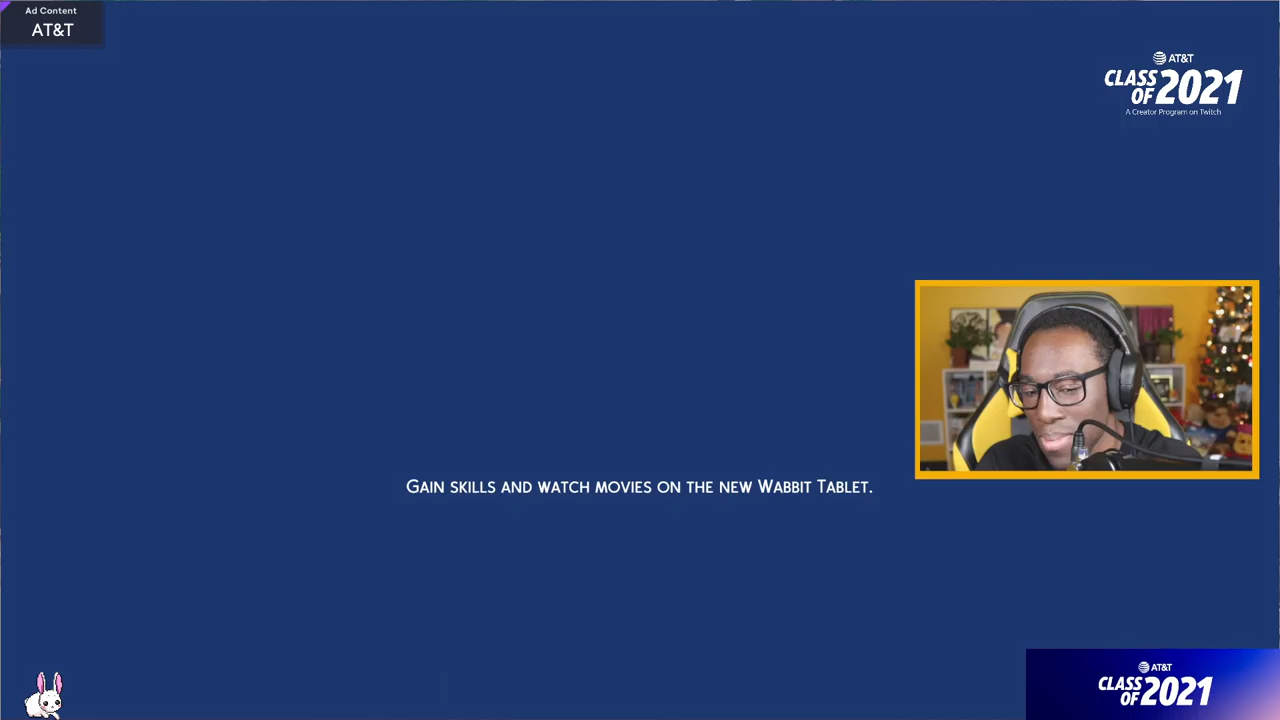 Ad Content
AT&T
AT&T
CLASS
OF 2021
A Creator Program on Twitch
GAIN SKILLS AND WATCH MOVIES ON THE NEW WABBIT TABLET.
AT&T
CLASS
OF 2021